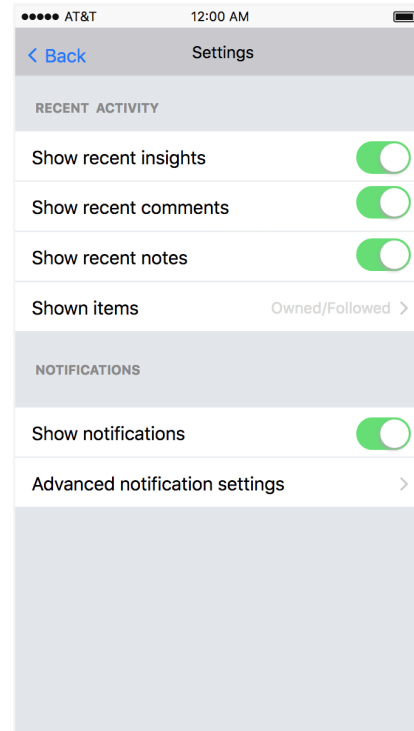 AT&T 12:00 AM
Back Settings
RECENT ACTIVITY
Show recent insights
Show recent comments
Show recent notes
Shown items Owned/Followed
NOTIFICATIONS
Show notifications
Advanced notification settings